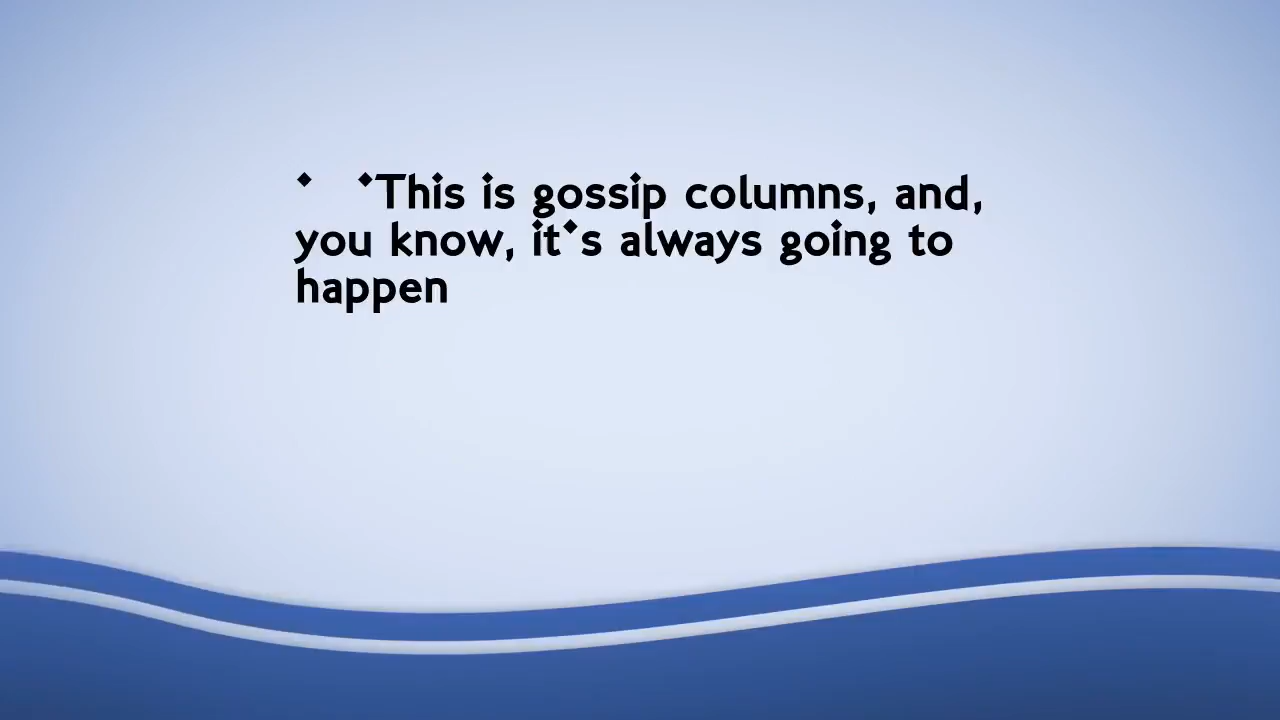 ◆ ◆This is gossip columns, and,
you know, it◆s always going to
happen